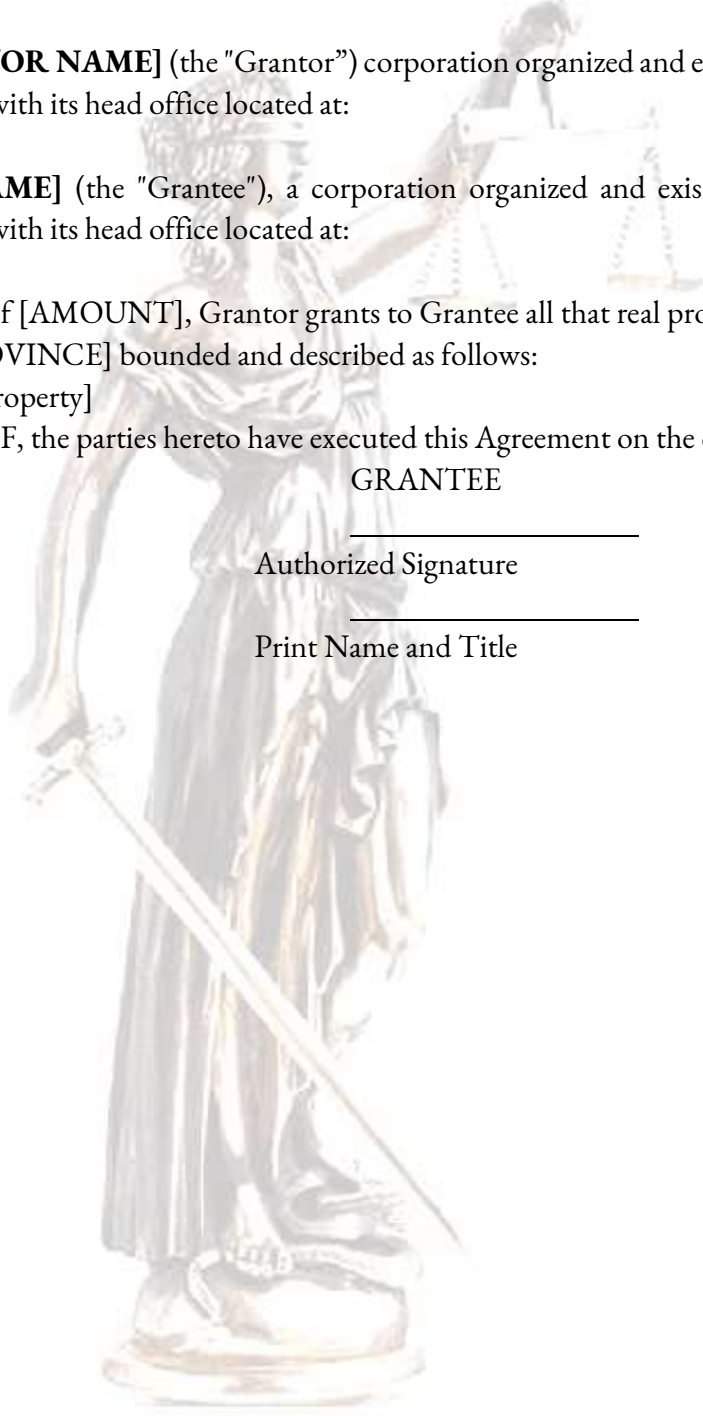 OR NAME] (the "Grantor”) corporation organized and e
with its head office located at:
AME] (the "Grantee"), a corporation organized and exis
with its head office located at:
f [AMOUNT], Grantor grants to Grantee all that real pro
OVINCE] bounded and described as follows:
roperty]
F, the parties hereto have executed this Agreement on the
GRANTEE
Authorized Signature
Print Name and Title